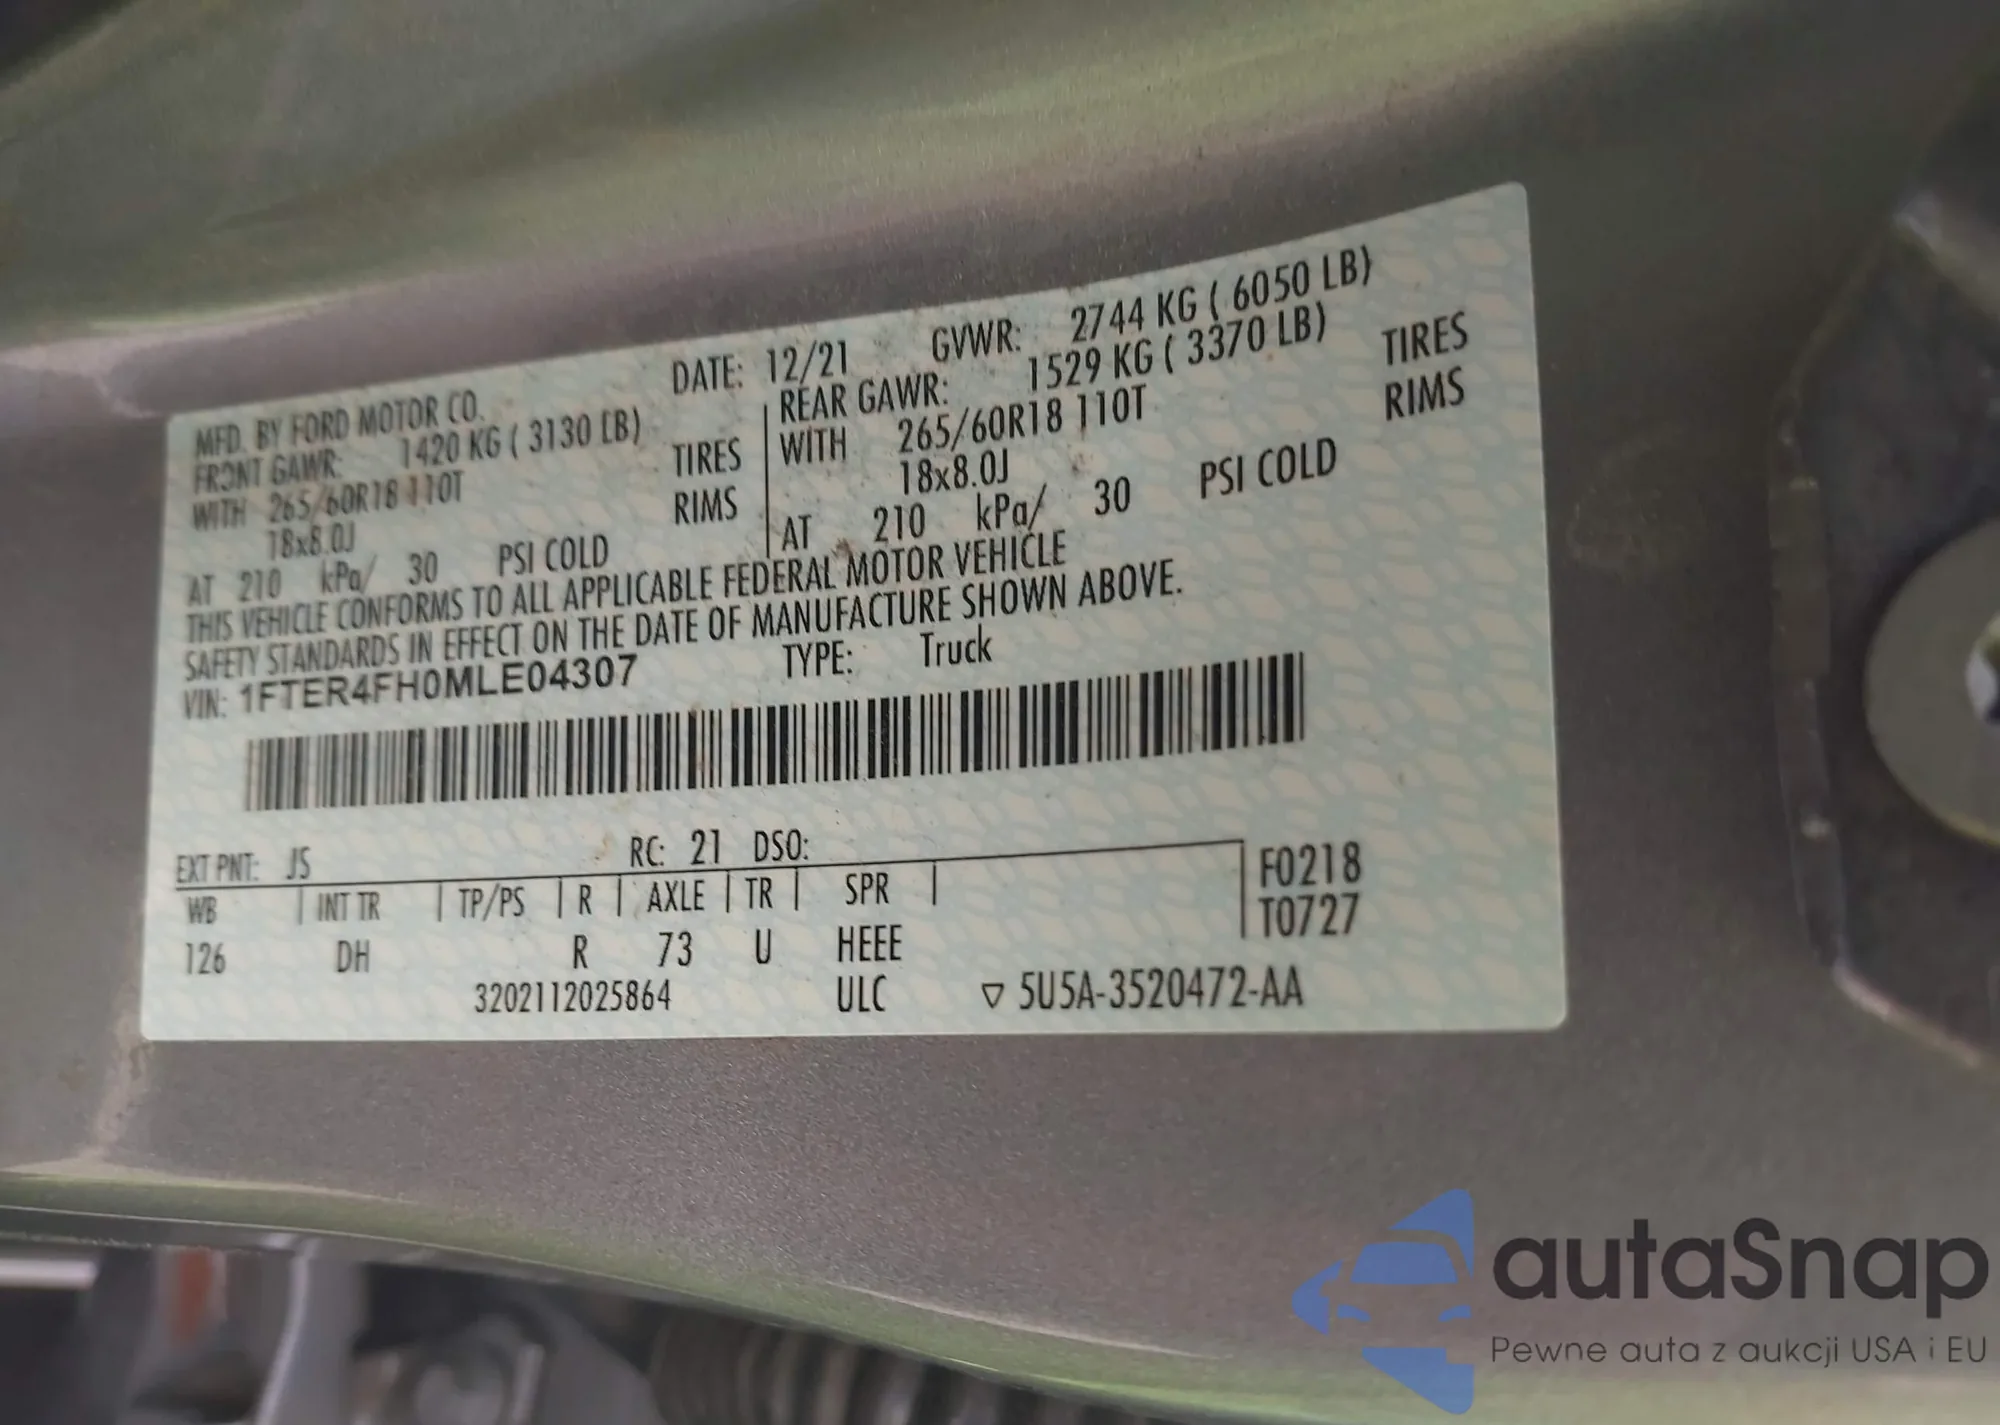 MFD. BY FORD MOTOR CO. DATE: 12/21 GVWR: 2744 KG ( 6050 LB)
FRONT GAWR: 1420 KG ( 3130 LB)
WITH 265/60R18 110T TIRES
18x8.0J RIMS
AT 210 kPa/ 30 PSI COLD
REAR GAWR: 1529 KG ( 3370 LB)
WITH 265/60R18 110T TIRES
18x8.0J RIMS
AT 210 kPa/ 30 PSI COLD
THIS VEHICLE CONFORMS TO ALL APPLICABLE FEDERAL MOTOR VEHICLE
SAFETY STANDARDS IN EFFECT ON THE DATE OF MANUFACTURE SHOWN ABOVE.
VIN: 1FTER4FH0MLE04307 TYPE: Truck
EXT PNT: JS RC: 21 DSO:
WB INT TR TP/PS R AXLE TR SPR F0218
T0727
126 DH R 73 U HEEE
3202112025864 ULC ▽ 5U5A-3520472-AA
autaSnap
Pewne auta z aukcji USA i EU